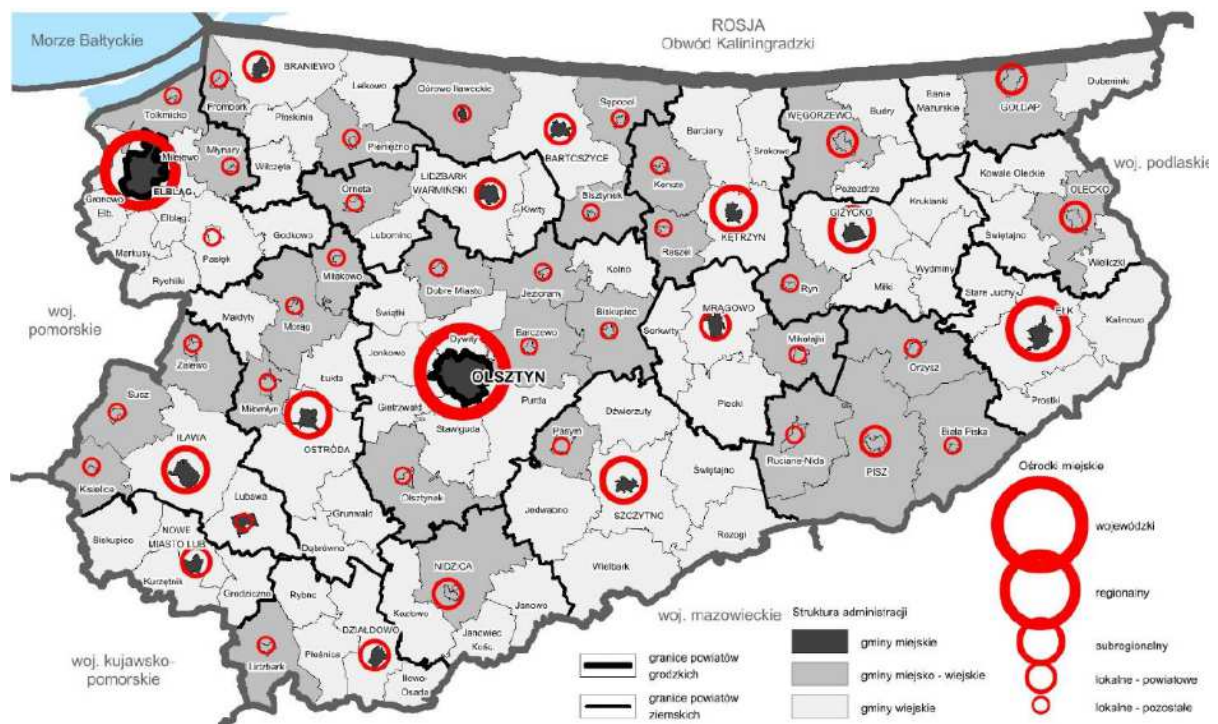 Morze Bałtyckie
ROSJA
Obwód Kaliningradzki
BRANIEWO
Lelkowo
Górowo Iławeckie
Sępopol
Dubeninki
GOŁDAP
Banie
Mazurskie
Budry
WĘGORZEWO
Barciany
Srokowo
Tolkmicko
Frombork
Płoskinia
Pieniężno
BARTOSZYCE
Młynary
Milejewo
Wilczęta
Orneta
LIDZBARK
WARMIŃSKI
Kiwity
Bisztynek
Korsze
Reszel
KĘTRZYN
Pozezdrze
GIŻYCKO
Kruklanki
Kowale Oleckie
OLECKO
woj. podlaskie
Świętajno
Wieliczki
ELBLĄG
Gronowo
Elb.
Elbląg
Markusy
Pasłęk
Rychliki
Godkowo
Lubomino
Miłakowo
Dobre Miasto
Jeziorany
Kolno
Ryn
Miłki
Wydminy
Stare Juchy
EŁK
Kalinowo
woj.
pomorskie
Małdyty
Morąg
Świątki
Dywity
Barczewo
Biskupiec
Sorkwity
MRĄGOWO
Mikołajki
Orzysz
Prostki
Zalewo
Jonkowo
OLSZTYN
Purda
Piecki
Łukta
Miłomłyn
Gietrzwałd
Stawiguda
Dźwierzuty
Pasym
Ruciane-Nida
PISZ
Biała Piska
Susz
IŁAWA
OSTRÓDA
Olsztynek
Świętajno
SZCZYTNO
Jedwabno
Rozogi
Wielbark
Kisielice
Lubawa
Grunwald
Dąbrówno
NOWE
MIASTO LUB.
Biskupiec
Kurzętnik
Grodziczno
Rybno
NIDZICA
Kozłowo
Janowo
Janowiec
Kośc.
DZIAŁDOWO
Płośnica
Iłowo-
Osada
Lidzbark
woj. kujawsko-
pomorskie
woj. mazowieckie
Ośrodki miejskie
wojewódzki
regionalny
subregionalny
lokalne - powiatowe
lokalne - pozostałe
Struktura administracji
gminy miejskie
gminy miejsko - wiejskie
gminy wiejskie
granice powiatów
grodzkich
granice powiatów
ziemskich